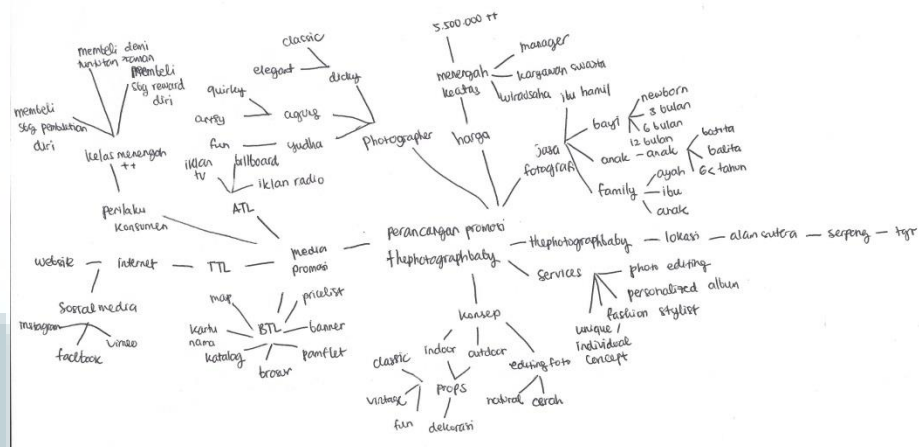 5.500.000 ++
classic
elegant
dicky
manager
menengah
keatas
karyawan swasta
wiraswasta
membeli demi
tuntutan zaman
membeli
sbg reward
diri
membeli
sbg pembuktian
diri
quirky
artsy
agung
fun
yudha
photographer
harga
ibu hamil
jasa
fotografi
bayi
newborn
3 bulan
6 bulan
12 bulan
anak - anak
batita
balita
6< tahun
family
ayah
ibu
anak
kelas menengah
++
iklan
tv
billboard
iklan radio
ATL
perilaku
konsumen
media
promosi
perancangan promosi
thephotographbaby
thephotographbaby
lokasi
alam sutera
serpong
tgr
website
internet
TTL
services
photo editing
personalized album
fashion stylist
unique /
individual
concept
Sosial media
instagram
facebook
vimeo
map
pricelist
kartu
nama
BTL
banner
katalog
brosur
pamflet
konsep
indoor
outdoor
editing foto
natural
cerah
classic
vintage
props
fun
dekorasi